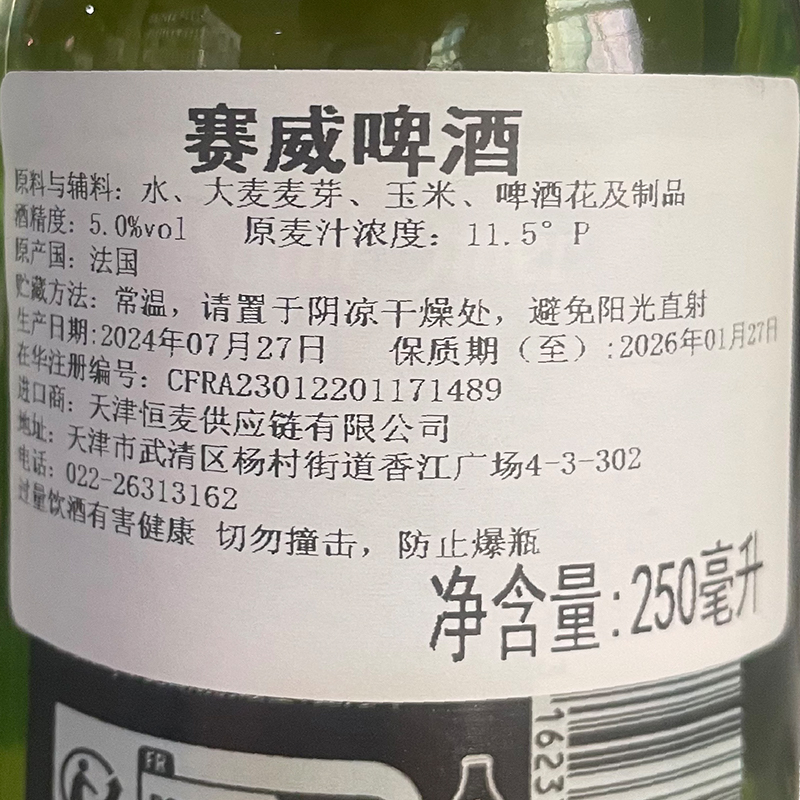 赛威啤酒
原料与辅料：水、大麦麦芽、玉米、啤酒花及制品
酒精度：5.0%vol 原麦汁浓度：11.5° P
原产国：法国
贮藏方法：常温，请置于阴凉干燥处，避免阳光直射
生产日期:2024年07月27日 保质期（至）:2026年01月27日
在华注册编号：CFRA23012201171489
进口商：天津恒麦供应链有限公司
地址：天津市武清区杨村街道香江广场4-3-302
电话：022-26313162
过量饮酒有害健康 切勿撞击，防止爆瓶
净含量:250毫升
FR
1623